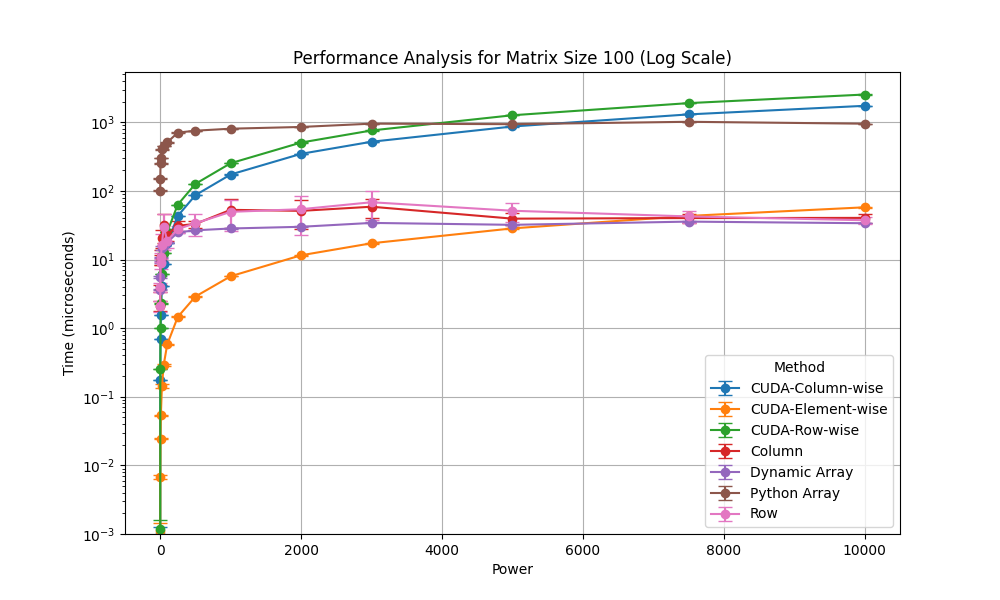 Performance Analysis for Matrix Size 100 (Log Scale)
Time (microseconds)
10³
10²
10¹
10⁰
10⁻¹
10⁻²
10⁻³
0 2000 4000 6000 8000 10000
Power
Method
CUDA-Column-wise
CUDA-Element-wise
CUDA-Row-wise
Column
Dynamic Array
Python Array
Row